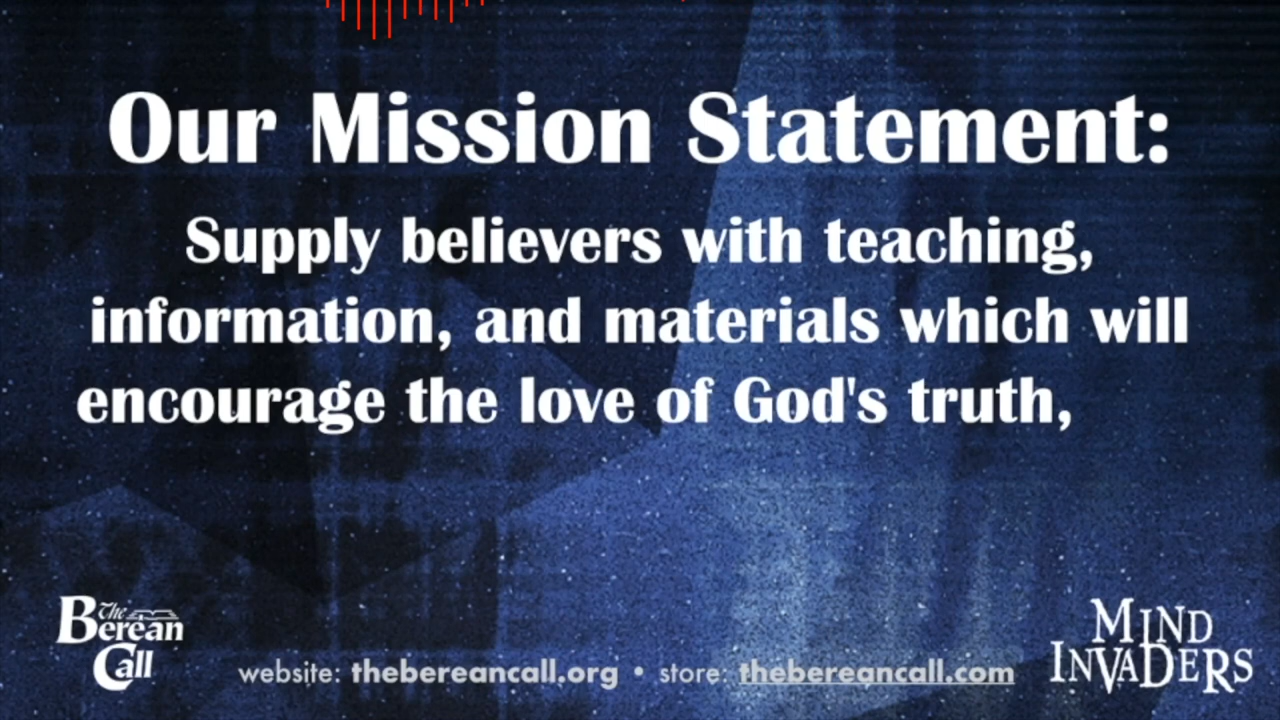 Our Mission Statement:
Supply believers with teaching,
information, and materials which will
encourage the love of God's truth,
The
Berean
Call
website: thebereancall.org • store: thebereancall.com
MIND
INVADERS